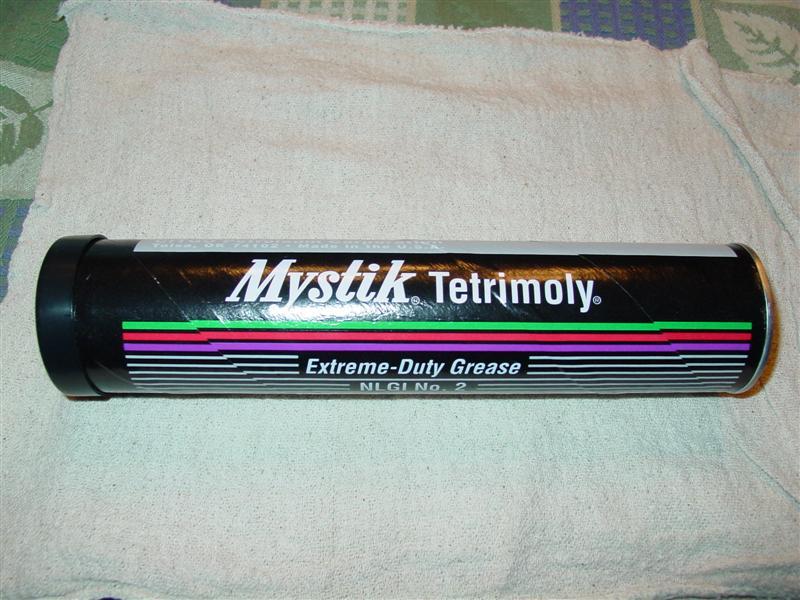 Tulsa, OK 74102 • Made in the U.S.A.
Mystik® Tetrimoly®
Extreme-Duty Grease
NLGI No. 2